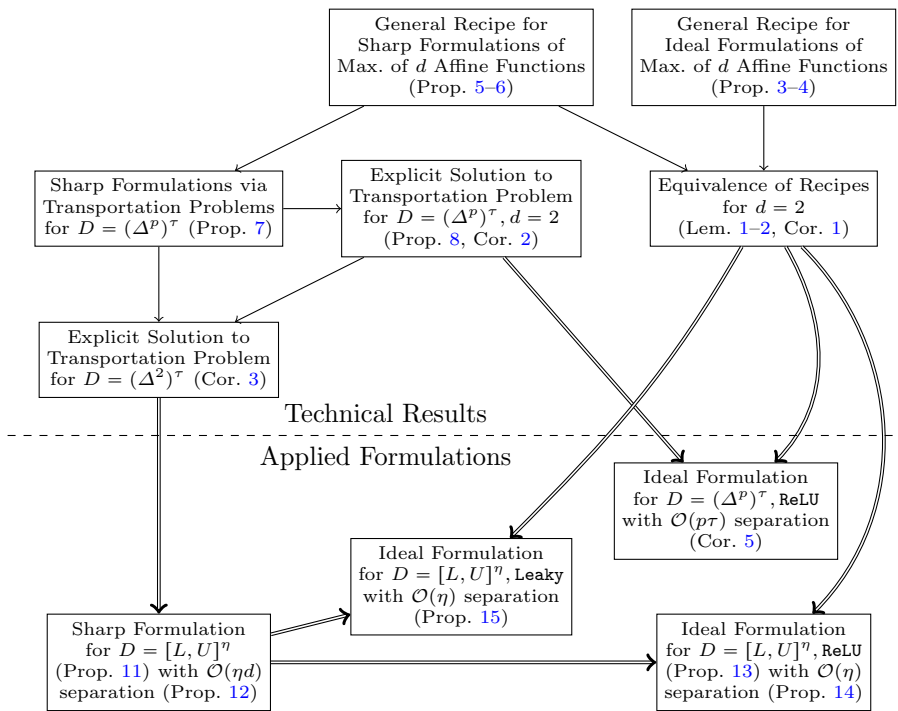 General Recipe for
Sharp Formulations of
Max. of d Affine Functions
(Prop. 5–6)
General Recipe for
Ideal Formulations of
Max. of d Affine Functions
(Prop. 3–4)
Sharp Formulations via
Transportation Problems
for D = (Δ^p)^τ (Prop. 7)
Explicit Solution to
Transportation Problem
for D = (Δ^p)^τ, d = 2
(Prop. 8, Cor. 2)
Equivalence of Recipes
for d = 2
(Lem. 1–2, Cor. 1)
Explicit Solution to
Transportation Problem
for D = (Δ^2)^τ (Cor. 3)
Technical Results
Applied Formulations
Ideal Formulation
for D = (Δ^p)^τ, ReLU
with O(pτ) separation
(Cor. 5)
Ideal Formulation
for D = [L, U]^η, Leaky
with O(η) separation
(Prop. 15)
Sharp Formulation
for D = [L, U]^η
(Prop. 11) with O(ηd)
separation (Prop. 12)
Ideal Formulation
for D = [L, U]^η, ReLU
(Prop. 13) with O(η)
separation (Prop. 14)